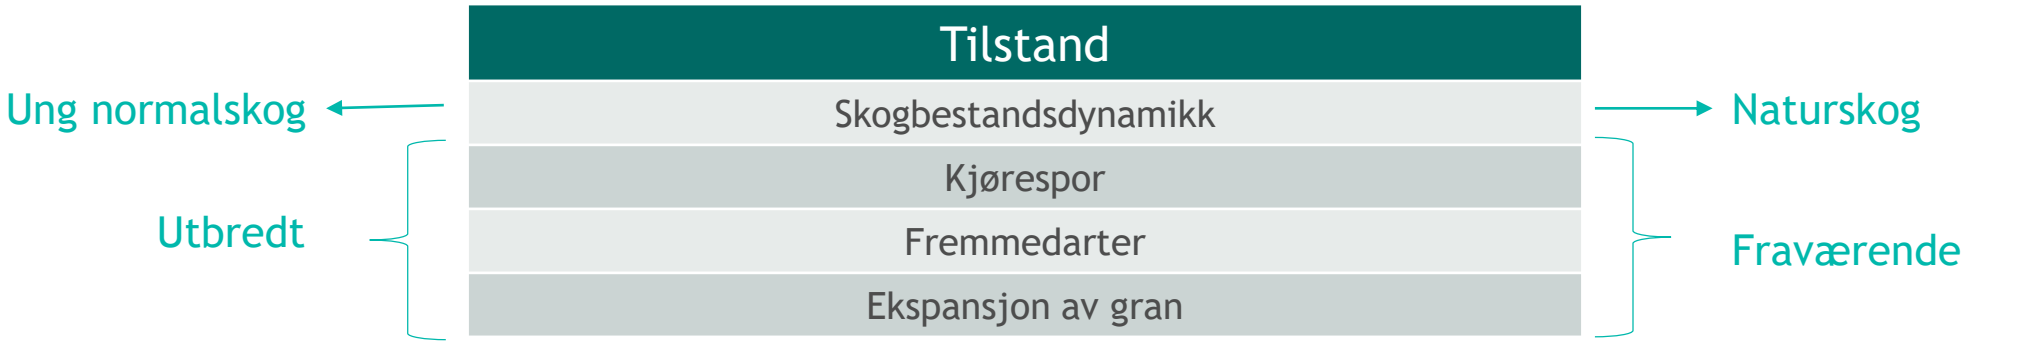 Tilstand
Ung normalskog
Skogbestandsdynamikk
Naturskog
Kjørespor
Utbredt
Fremmedarter
Fraværende
Ekspansjon av gran